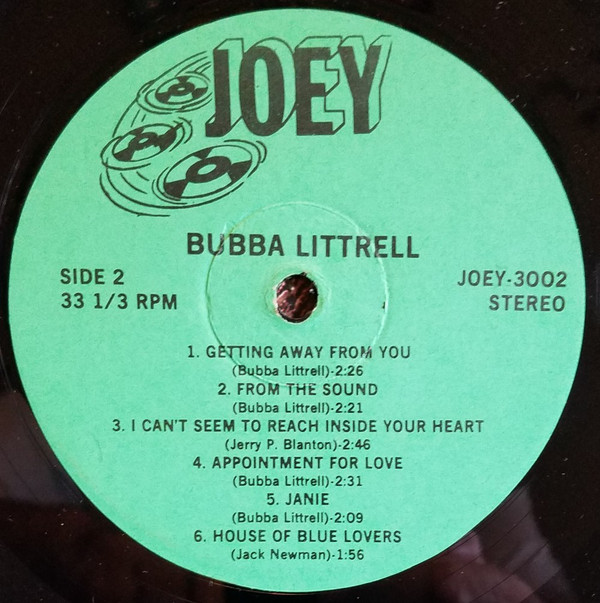 JOEY
BUBBA LITTRELL
SIDE 2
33 1/3 RPM
JOEY-3002
STEREO
1. GETTING AWAY FROM YOU
(Bubba Littrell)-2:26
2. FROM THE SOUND
(Bubba Littrell)-2:21
3. I CAN'T SEEM TO REACH INSIDE YOUR HEART
(Jerry P. Blanton)-2:46
4. APPOINTMENT FOR LOVE
(Bubba Littrell)-2:31
5. JANIE
(Bubba Littrell)-2:09
6. HOUSE OF BLUE LOVERS
(Jack Newman)-1:56